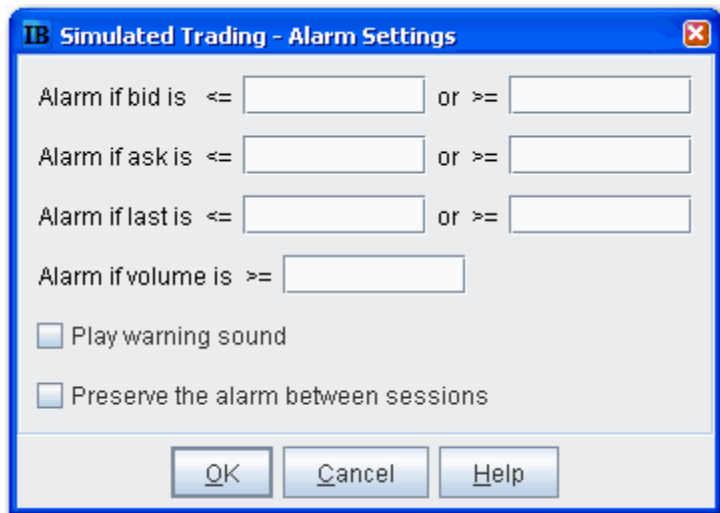 IB Simulated Trading - Alarm Settings
Alarm if bid is <= or >=
Alarm if ask is <= or >=
Alarm if last is <= or >=
Alarm if volume is >=
Play warning sound
Preserve the alarm between sessions
OK Cancel Help